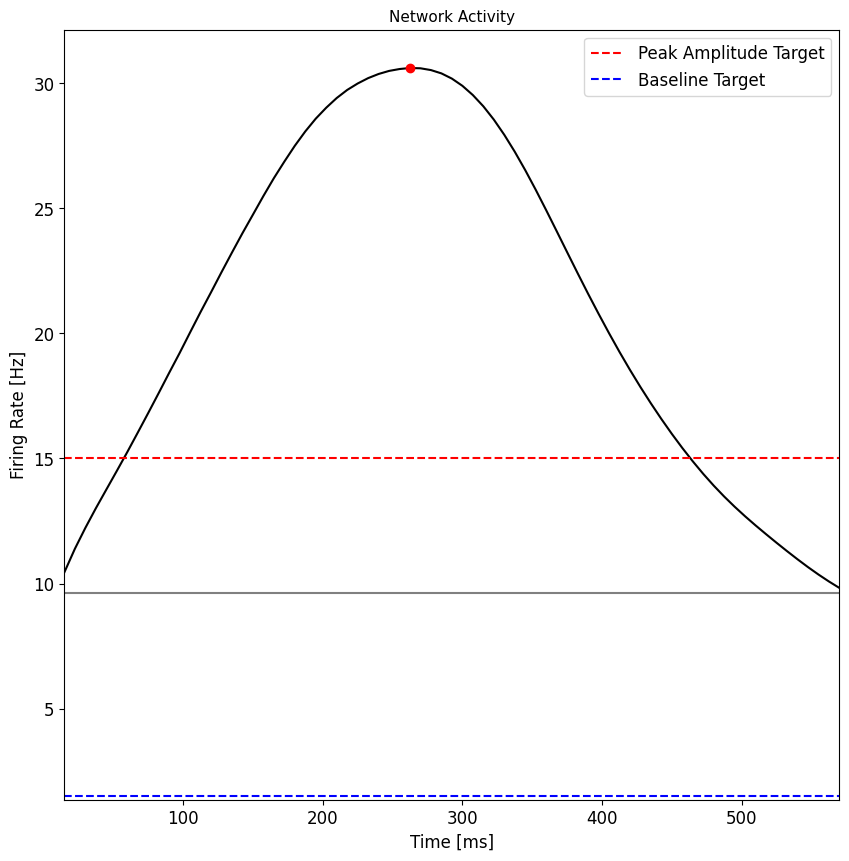 Network Activity
Peak Amplitude Target
Baseline Target
Firing Rate [Hz]
30
25
20
15
10
5
100 200 300 400 500
Time [ms]